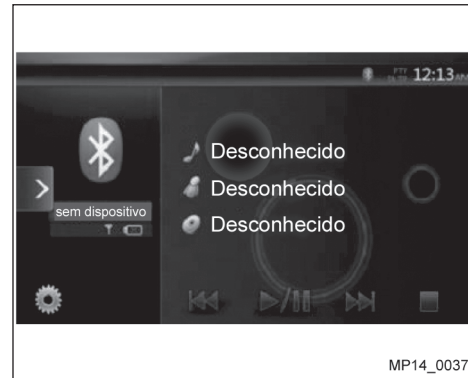 12:13
Desconhecido
Desconhecido
sem dispositivo
Desconhecido
MP14_0037